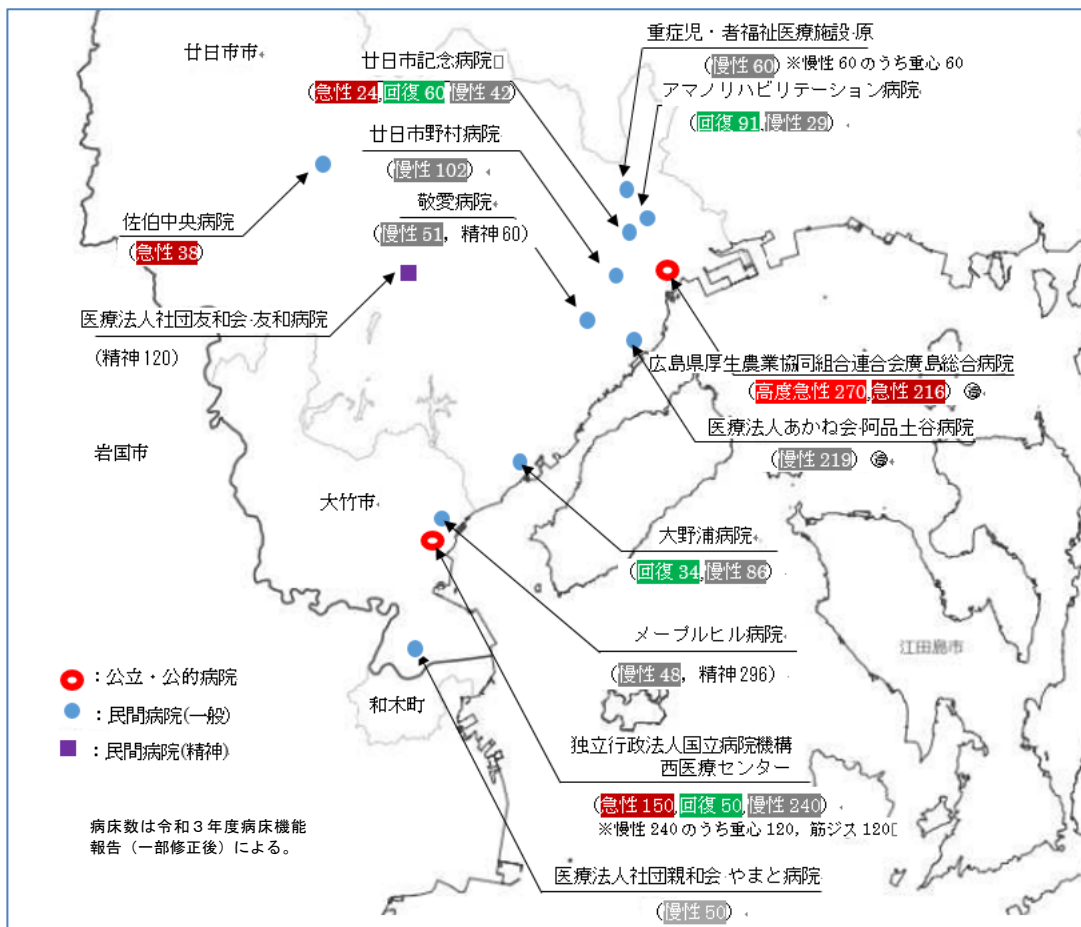 廿日市市
重症児・者福祉医療施設 原
(慢性 60) ※慢性 60 のうち重心 60
廿日市記念病院
(急性 24,回復 60 慢性 42)
アマノリハビリテーション病院
(回復 91,慢性 29)
廿日市野村病院
(慢性 102)
敬愛病院
(慢性 51, 精神 60)
佐伯中央病院
(急性 38)
医療法人社団友和会 友和病院
(精神 120)
広島県厚生農業協同組合連合会廣島総合病院
(高度急性 270,急性 216)
医療法人あかね会 阿品土谷病院
(慢性 219)
岩国市
大竹市
大野浦病院
(回復 34,慢性 86)
メープルヒル病院
(慢性 48, 精神 296)
江田島市
和木町
独立行政法人国立病院機構
西医療センター
(急性 150,回復 50,慢性 240)
※慢性 240 のうち重心 120, 筋ジス 120
医療法人社団親和会 やまと病院
(慢性 50)
：公立・公的病院
：民間病院(一般)
：民間病院(精神)
病床数は令和３年度病床機能
報告（一部修正後）による。